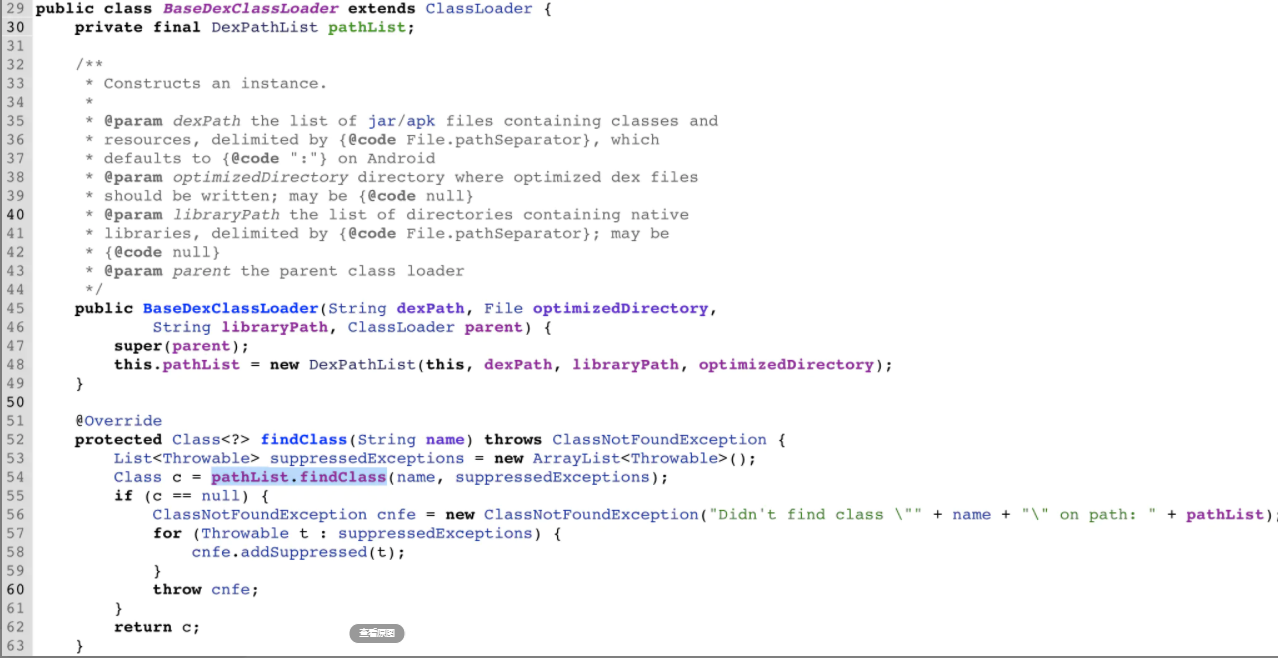 29 public class BaseDexClassLoader extends ClassLoader {
30     private final DexPathList pathList;
31
32     /**
33      * Constructs an instance.
34      *
35      * @param dexPath the list of jar/apk files containing classes and
36      * resources, delimited by {@code File.pathSeparator}, which
37      * defaults to {@code ":"} on Android
38      * @param optimizedDirectory directory where optimized dex files
39      * should be written; may be {@code null}
40      * @param libraryPath the list of directories containing native
41      * libraries, delimited by {@code File.pathSeparator}; may be
42      * {@code null}
43      * @param parent the parent class loader
44      */
45     public BaseDexClassLoader(String dexPath, File optimizedDirectory,
46             String libraryPath, ClassLoader parent) {
47         super(parent);
48         this.pathList = new DexPathList(this, dexPath, libraryPath, optimizedDirectory);
49     }
50
51     @Override
52     protected Class<?> findClass(String name) throws ClassNotFoundException {
53         List<Throwable> suppressedExceptions = new ArrayList<Throwable>();
54         Class c = pathList.findClass(name, suppressedExceptions);
55         if (c == null) {
56             ClassNotFoundException cnfe = new ClassNotFoundException("Didn't find class \"" + name + "\" on path: " + pathList);
57             for (Throwable t : suppressedExceptions) {
58                 cnfe.addSuppressed(t);
59             }
60             throw cnfe;
61         }
62         return c;
查看原图
63     }